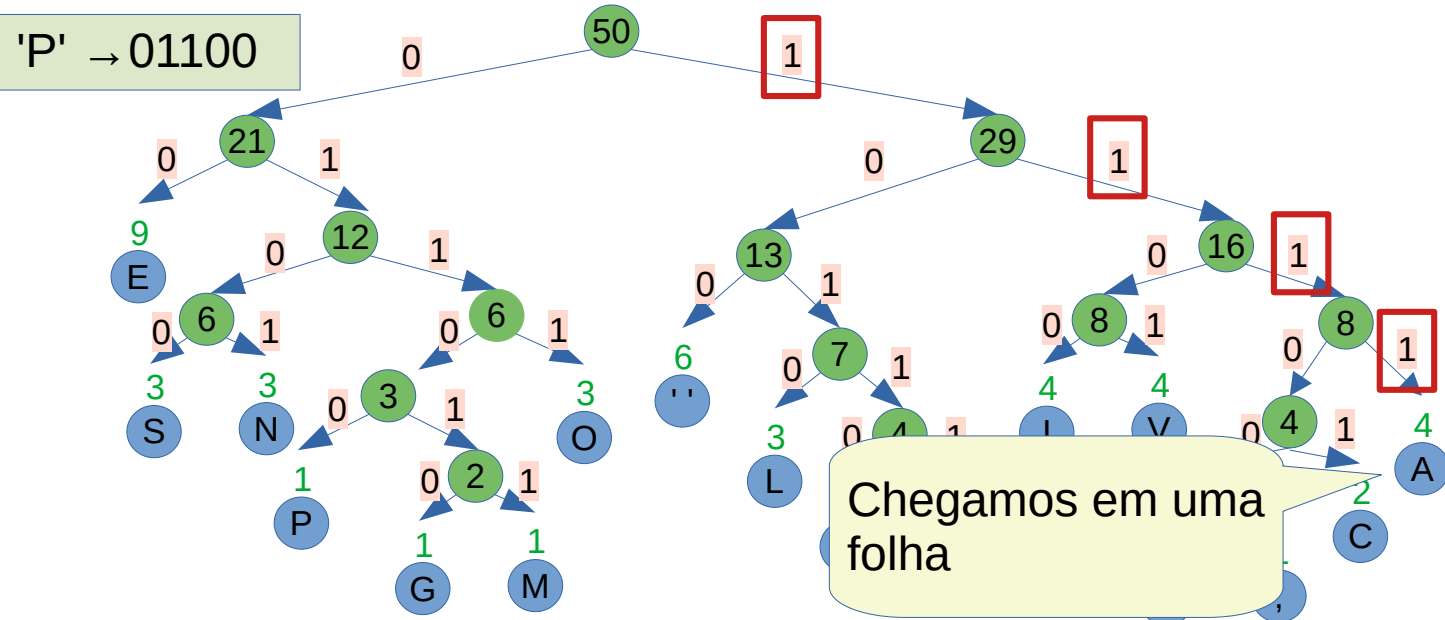 'P' → 01100
50
0 1
21 29
0 1 0 1
9 12 13 16
E 0 1 0 1 0 1
6 6 6 7 8 8
0 1 0 1 ' ' 0 1 0 1 0 1
3 3 3 3 3 4 4 4 4
S N 0 1 O L 0 1 V 0 1 A
1 2 Chegamos em uma 2
P 0 1 folha C
1 1 ,
G M